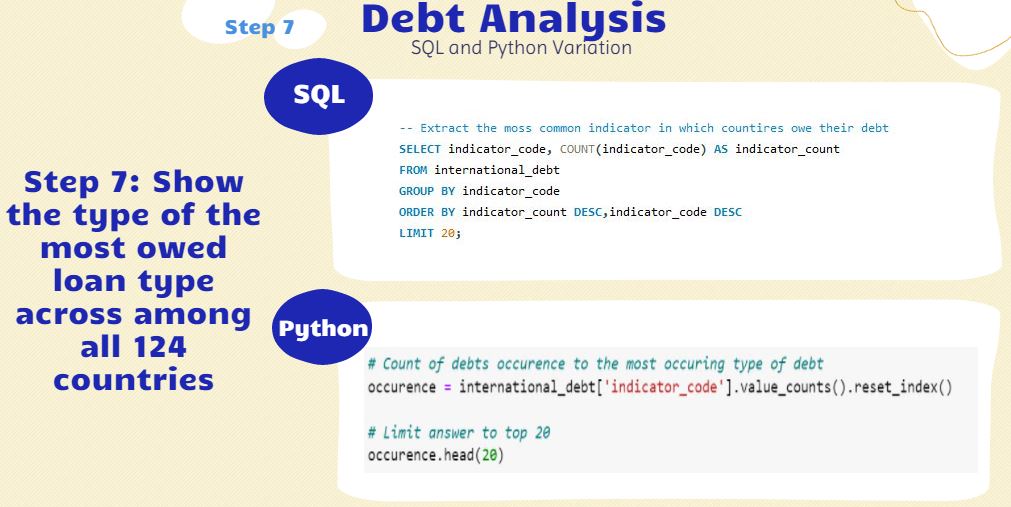 Step 7
Debt Analysis
SQL and Python Variation
SQL
-- Extract the moss common indicator in which countires owe their debt
SELECT indicator_code, COUNT(indicator_code) AS indicator_count
FROM international_debt
GROUP BY indicator_code
ORDER BY indicator_count DESC,indicator_code DESC
LIMIT 20;
Step 7: Show
the type of the
most owed
loan type
across among
all 124
countries
Python
# Count of debts occurence to the most occuring type of debt
occurence = international_debt['indicator_code'].value_counts().reset_index()
# Limit answer to top 20
occurence.head(20)